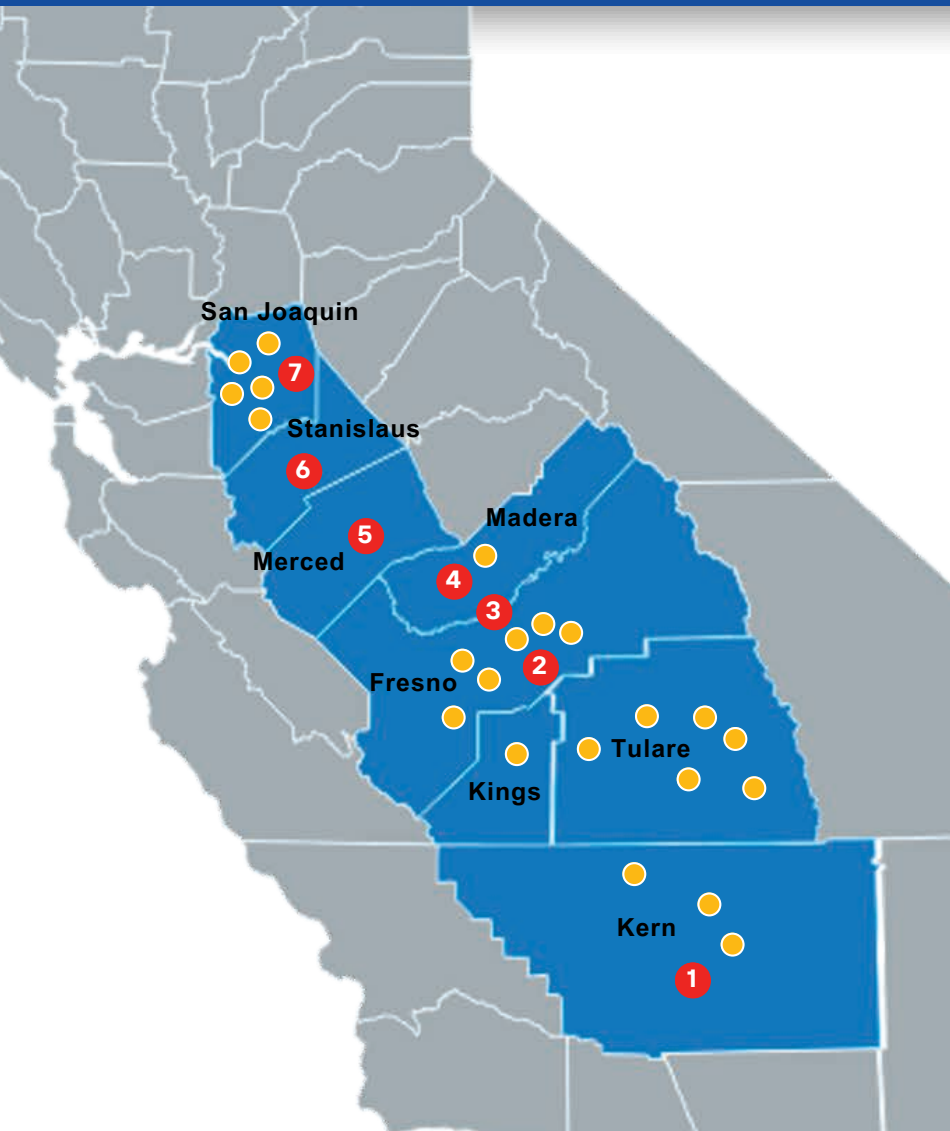 San Joaquin
7
Stanislaus
6
Madera
5
Merced
4
3
2
Fresno
Tulare
Kings
Kern
1